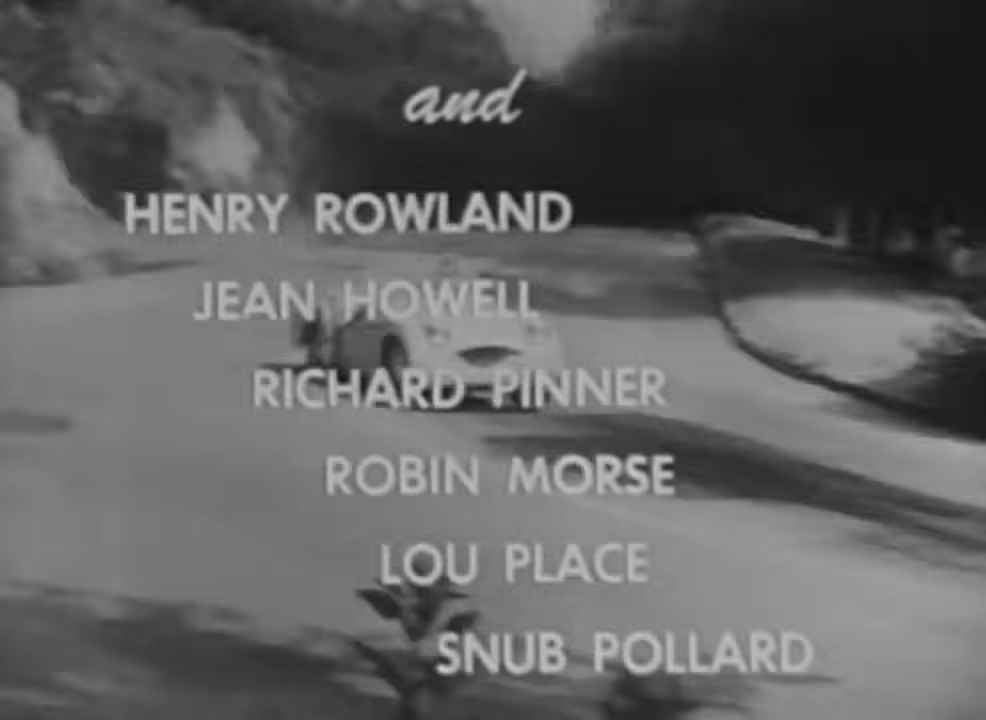 and
HENRY ROWLAND
JEAN HOWELL
RICHARD PINNER
ROBIN MORSE
LOU PLACE
SNUB POLLARD